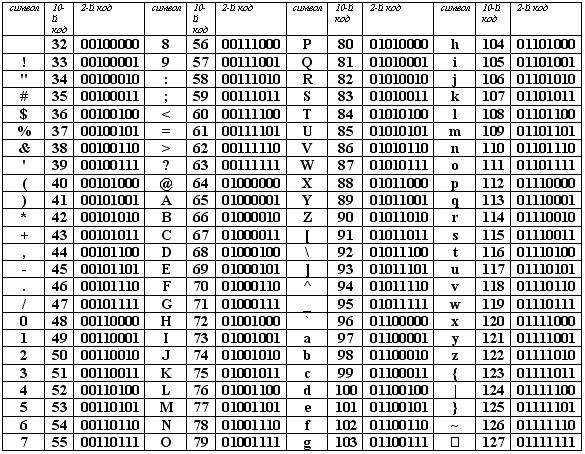 символ 10-й код 2-й код символ 10-й код 2-й код символ 10-й код 2-й код символ 10-й код 2-й код
32 00100000 8 56 00111000 P 80 01010000 h 104 01101000
! 33 00100001 9 57 00111001 Q 81 01010001 i 105 01101001
" 34 00100010 : 58 00111010 R 82 01010010 j 106 01101010
# 35 00100011 ; 59 00111011 S 83 01010011 k 107 01101011
$ 36 00100100 < 60 00111100 T 84 01010100 l 108 01101100
% 37 00100101 = 61 00111101 U 85 01010101 m 109 01101101
& 38 00100110 > 62 00111110 V 86 01010110 n 110 01101110
' 39 00100111 ? 63 00111111 W 87 01010111 o 111 01101111
( 40 00101000 @ 64 01000000 X 88 01011000 p 112 01110000
) 41 00101001 A 65 01000001 Y 89 01011001 q 113 01110001
* 42 00101010 B 66 01000010 Z 90 01011010 r 114 01110010
+ 43 00101011 C 67 01000011 [ 91 01011011 s 115 01110011
, 44 00101100 D 68 01000100 \ 92 01011100 t 116 01110100
- 45 00101101 E 69 01000101 ] 93 01011101 u 117 01110101
. 46 00101110 F 70 01000110 ^ 94 01011110 v 118 01110110
/ 47 00101111 G 71 01000111 _ 95 01011111 w 119 01110111
0 48 00110000 H 72 01001000 ` 96 01100000 x 120 01111000
1 49 00110001 I 73 01001001 a 97 01100001 y 121 01111001
2 50 00110010 J 74 01001010 b 98 01100010 z 122 01111010
3 51 00110011 K 75 01001011 c 99 01100011 { 123 01111011
4 52 00110100 L 76 01001100 d 100 01100100 | 124 01111100
5 53 00110101 M 77 01001101 e 101 01100101 } 125 01111101
6 54 00110110 N 78 01001110 f 102 01100110 ~ 126 01111110
7 55 00110111 O 79 01001111 g 103 01100111 □ 127 01111111